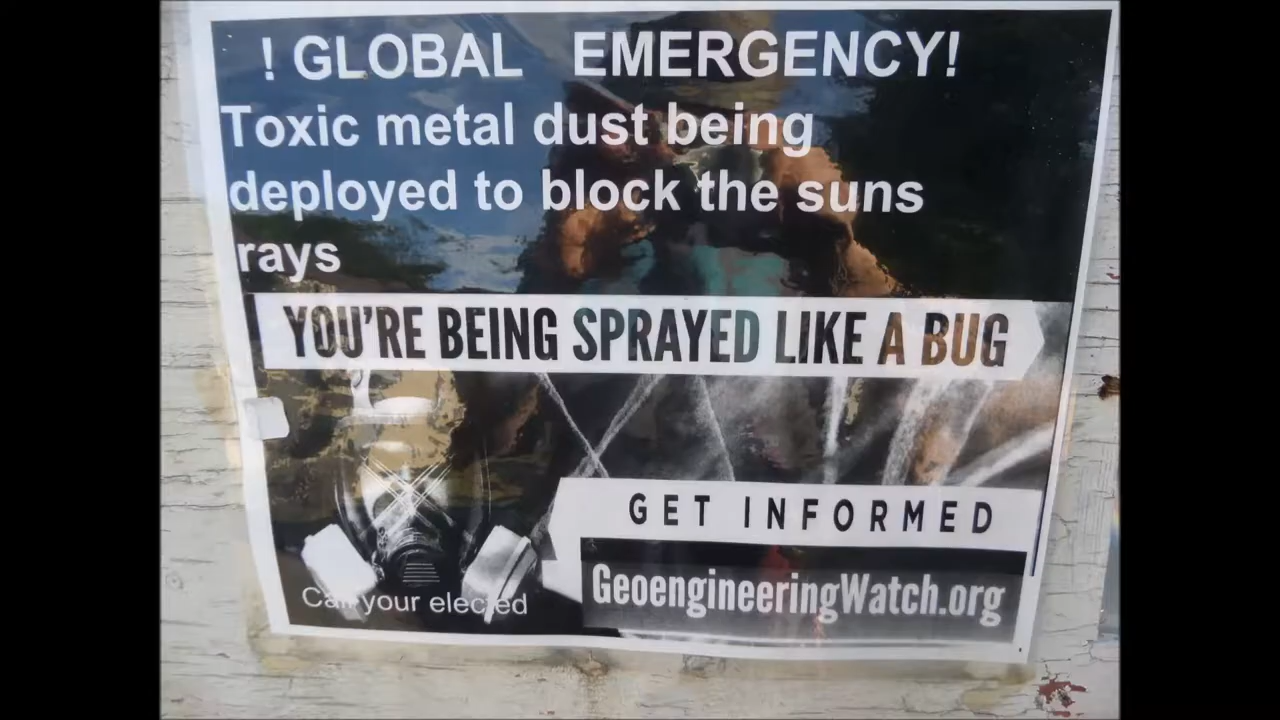 ! GLOBAL EMERGENCY!
Toxic metal dust being
deployed to block the suns
rays
YOU'RE BEING SPRAYED LIKE A BUG
GET INFORMED
GeoengineeringWatch.org
Call your elected